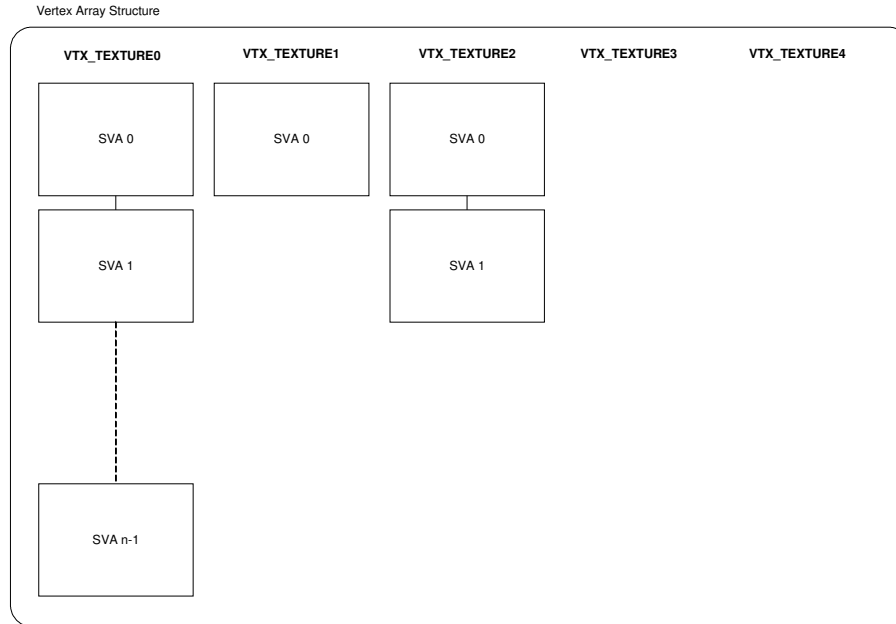 Vertex Array Structure
VTX_TEXTURE0 VTX_TEXTURE1 VTX_TEXTURE2 VTX_TEXTURE3 VTX_TEXTURE4
SVA 0 SVA 0 SVA 0
SVA 1 SVA 1
SVA n-1